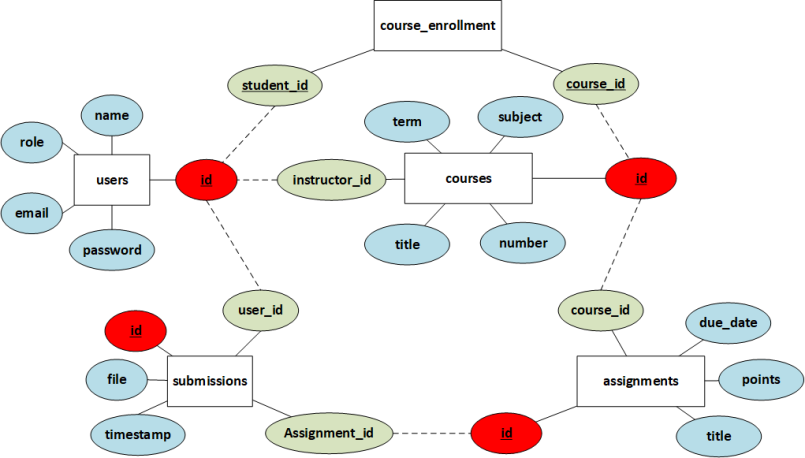 course_enrollment
student_id
course_id
name
term
subject
role
users
id
instructor_id
courses
id
email
password
title
number
user_id
course_id
id
due_date
file
submissions
assignments
points
timestamp
Assignment_id
id
title